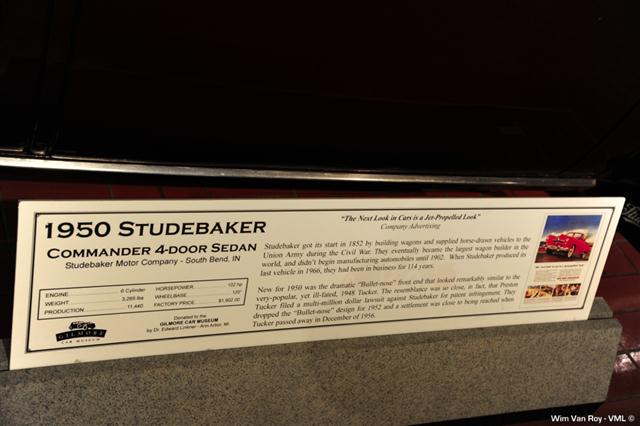 1950 STUDEBAKER
COMMANDER 4-DOOR SEDAN
Studebaker Motor Company - South Bend, IN
ENGINE 6 Cylinder HORSEPOWER 102 hp
WEIGHT 3,265 lbs WHEELBASE 120"
PRODUCTION 11,440 FACTORY PRICE $1,902.00
GILMORE
CAR MUSEUM
Donated to the
GILMORE CAR MUSEUM
by Dr. Edward Linkner - Ann Arbor, MI
"The Next Look in Cars is a Jet-Propelled Look"
Company Advertising
Studebaker got its start in 1852 by building wagons and supplied horse-drawn vehicles to the
Union Army during the Civil War. They eventually became the largest wagon builder in the
world, and didn't begin manufacturing automobiles until 1902. When Studebaker produced its
last vehicle in 1966, they had been in business for 114 years.
New for 1950 was the dramatic "Bullet-nose" front end that looked remarkably similar to the
very-popular, yet ill-fated, 1948 Tucker. The resemblance was so close, in fact, that Preston
Tucker filed a multi-million dollar lawsuit against Studebaker for patent infringement. They
dropped the "Bullet-nose" design for 1952 and a settlement was close to being reached when
Tucker passed away in December of 1956.
Wim Van Roy - VML ©